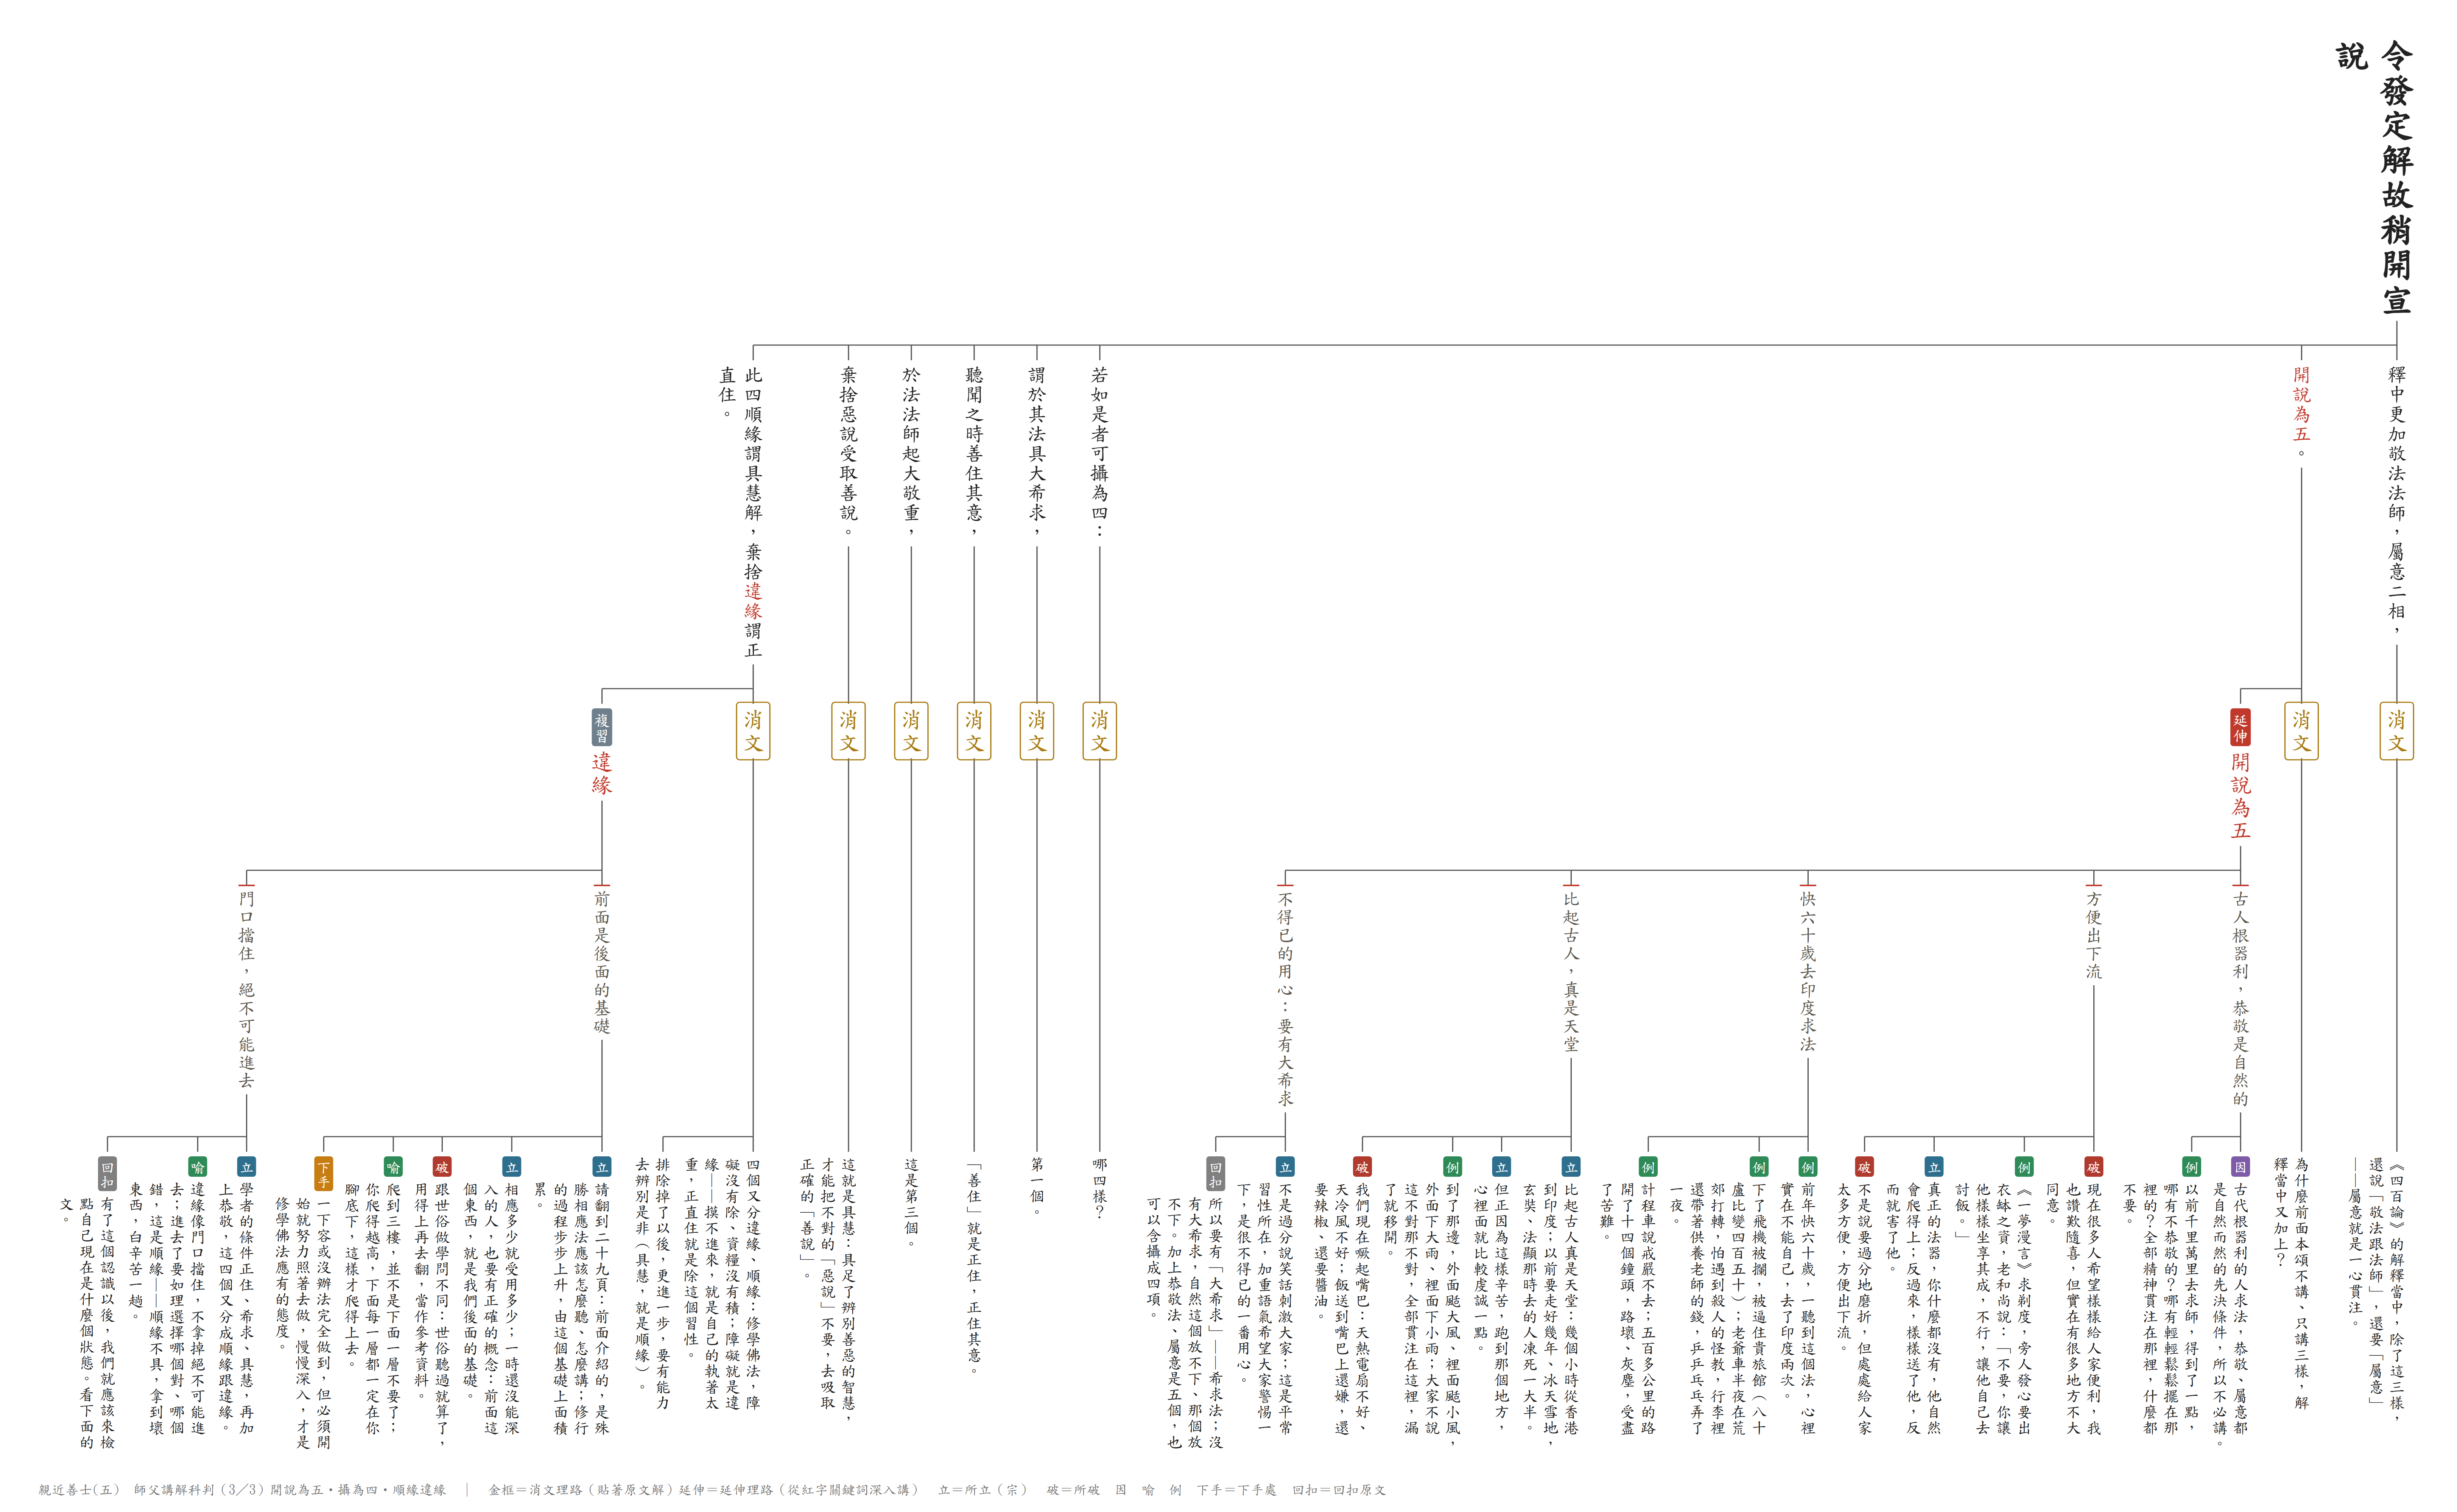 令發定解故稍開宣
說
釋中更加敬法法師，屬意二相，
消文
《四百論》的解釋當中，除了這三樣，
還說「敬法跟法師」，還要「屬意」
——屬意就是一心貫注。
開說為五。
消文
為什麼前面本頌不講、只講三樣，解
釋當中又加上？
延伸
開說為五
古人根器利，恭敬是自然的
因
古代根器利的人求法，恭敬、屬意都
是自然而然的先決條件，所以不必講。
例
以前千里萬里去求師，得到了一點，
哪有不恭敬的？哪有輕輕鬆鬆擺在那
裡的？全部精神貫注在那裡，什麼都
不要。
方便出下流
破
現在很多人希望樣樣給人家便利，我
也讚歎隨喜，但實在有很多地方不大
同意。
例
《一夢漫言》求剃度，旁人發心要出
衣缽之資，老和尚說：「不要，你讓
他樣樣坐享其成，不行，讓他自己去
討飯。」
立
真正的法器，你什麼都沒有，他自然
會爬得上；反過來，樣樣送了他，反
而就害了他。
破
不是說要過分地磨折，但處處給人家
太多方便，方便出下流。
快六十歲去印度求法
例
前年快六十歲，一聽到這個法，心裡
實在不能自己，去了印度兩次。
例
下了飛機被攔，被逼住貴旅館（八十
盧比變四百五十）；老爺車半夜在荒
郊打轉，怕遇到殺人的怪教，行李裡
還帶著供養老師的錢，乒乒乓乓弄了
一夜。
例
計程車說戒嚴不去；五百多公里的路
開了十四個鐘頭，路壞、灰塵，受盡
了苦難。
比起古人，真是天堂
立
比起古人真是天堂：幾個小時從香港
到印度；以前要走好幾年、冰天雪地，
玄奘、法顯那時去的人凍死一大半。
立
但正因為這樣辛苦，跑到那個地方，
心裡面就比較虔誠一點。
例
到了那邊，外面颳大風、裡面颳小風，
外面下大雨、裡面下小雨；大家不說
這不對那不對，全部貫注在這裡，漏
了就移開。
破
我們現在噘起嘴巴：天熱電扇不好、
天冷風不好；飯送到嘴巴上還嫌，還
要辣椒、還要醬油。
不得已的用心：要有大希求
立
不是過分說笑話刺激大家；這是平常
習性所在，加重語氣希望大家警惕一
下，是很不得已的一番用心。
回扣
所以要有「大希求」——希求法；沒
有大希求，自然這個放不下、那個放
不下。加上恭敬法、屬意是五個，也
可以含攝成四項。
若如是者可攝為四：
消文
哪四樣？
謂於其法具大希求，
消文
第一個。
聽聞之時善住其意，
消文
「善住」就是正住，正住其意。
於法法師起大敬重，
消文
這是第三個。
棄捨惡說受取善說。
消文
這就是具慧：具足了辨別善惡的智慧，
才能把不對的「惡說」不要，去吸取
正確的「善說」。
此四順緣謂具慧解，棄捨違緣謂正
直住。
消文
四個又分違緣、順緣：修學佛法，障
礙沒有除、資糧沒有積；障礙就是違
緣——摸不進來，就是自己的執著太
重，正直住就是除這個習性。
排除掉了以後，更進一步，要有能力
去辨別是非（具慧，就是順緣）。
複習
違緣
前面是後面的基礎
立
請翻到二十九頁：前面介紹的，是殊
勝相應法應該怎麼聽、怎麼講；修行
的過程步步上升，由這個基礎上面積
累。
立
相應多少就受用多少；一時還沒能深
入的人，也要有正確的概念：前面這
個東西，就是我們後面的基礎。
破
跟世俗做學問不同：世俗聽過就算了，
用得上再去翻，當作參考資料。
喻
爬到三樓，並不是下面一層不要了；
你爬得越高，下面每一層都一定在你
腳底下，這樣才爬得上去。
下手
一下容或沒辦法完全做到，但必須開
始就努力照著去做，慢慢深入，才是
修學佛法應有的態度。
門口擋住，絕不可能進去
立
學者的條件正住、希求、具慧，再加
上恭敬，這四個又分成順緣跟違緣。
喻
違緣像門口擋住，不拿掉絕不可能進
去；進去了要如理選擇哪個對、哪個
錯，這是順緣——順緣不具，拿到壞
東西，白辛苦一趟。
回扣
有了這個認識以後，我們就應該來檢
點自己現在是什麼個狀態。看下面的
文。
親近善士(五)　師父講解科判（3／3）開說為五・攝為四・順緣違緣　｜　金框＝消文理路（貼著原文解）延伸＝延伸理路（從紅字關鍵詞深入講）　立＝所立（宗）　破＝所破　因　喻　例　下手＝下手處　回扣＝回扣原文